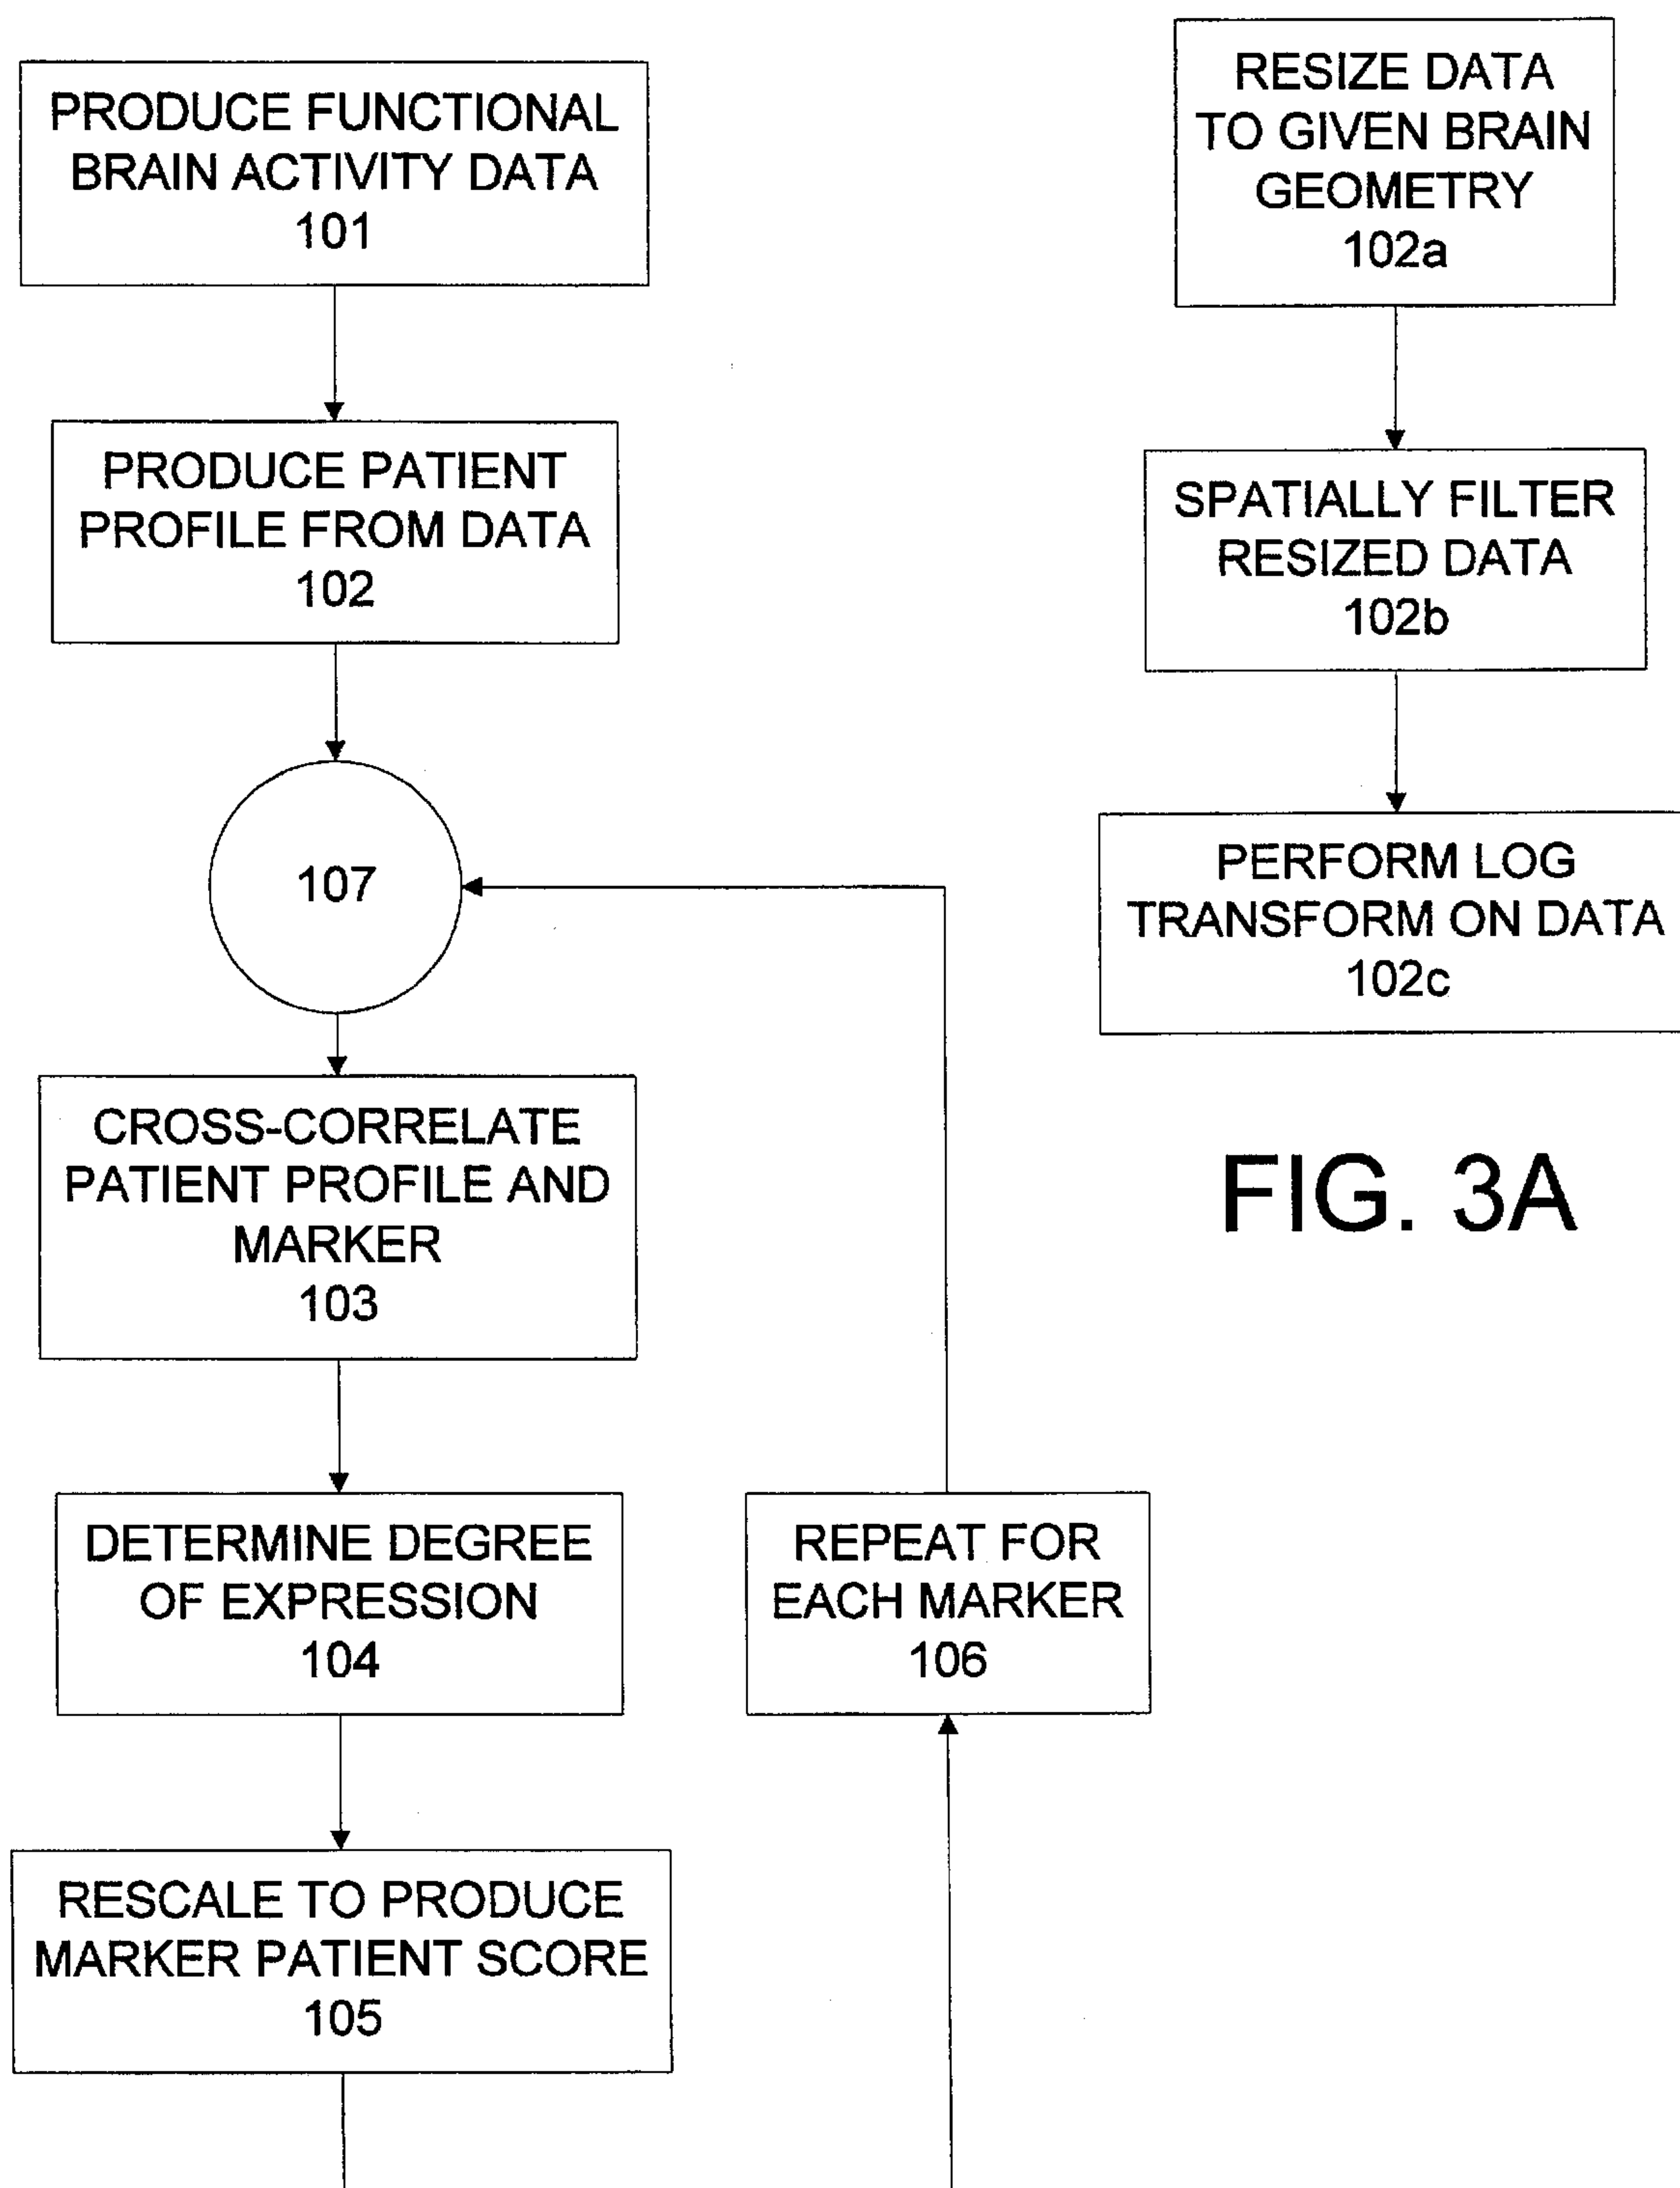 PRODUCE FUNCTIONAL
BRAIN ACTIVITY DATA
101
PRODUCE PATIENT
PROFILE FROM DATA
102
107
CROSS-CORRELATE
PATIENT PROFILE AND
MARKER
103
DETERMINE DEGREE
OF EXPRESSION
104
RESCALE TO PRODUCE
MARKER PATIENT SCORE
105
REPEAT FOR
EACH MARKER
106
RESIZE DATA
TO GIVEN BRAIN
GEOMETRY
102a
SPATIALLY FILTER
RESIZED DATA
102b
PERFORM LOG
TRANSFORM ON DATA
102c
FIG. 3A